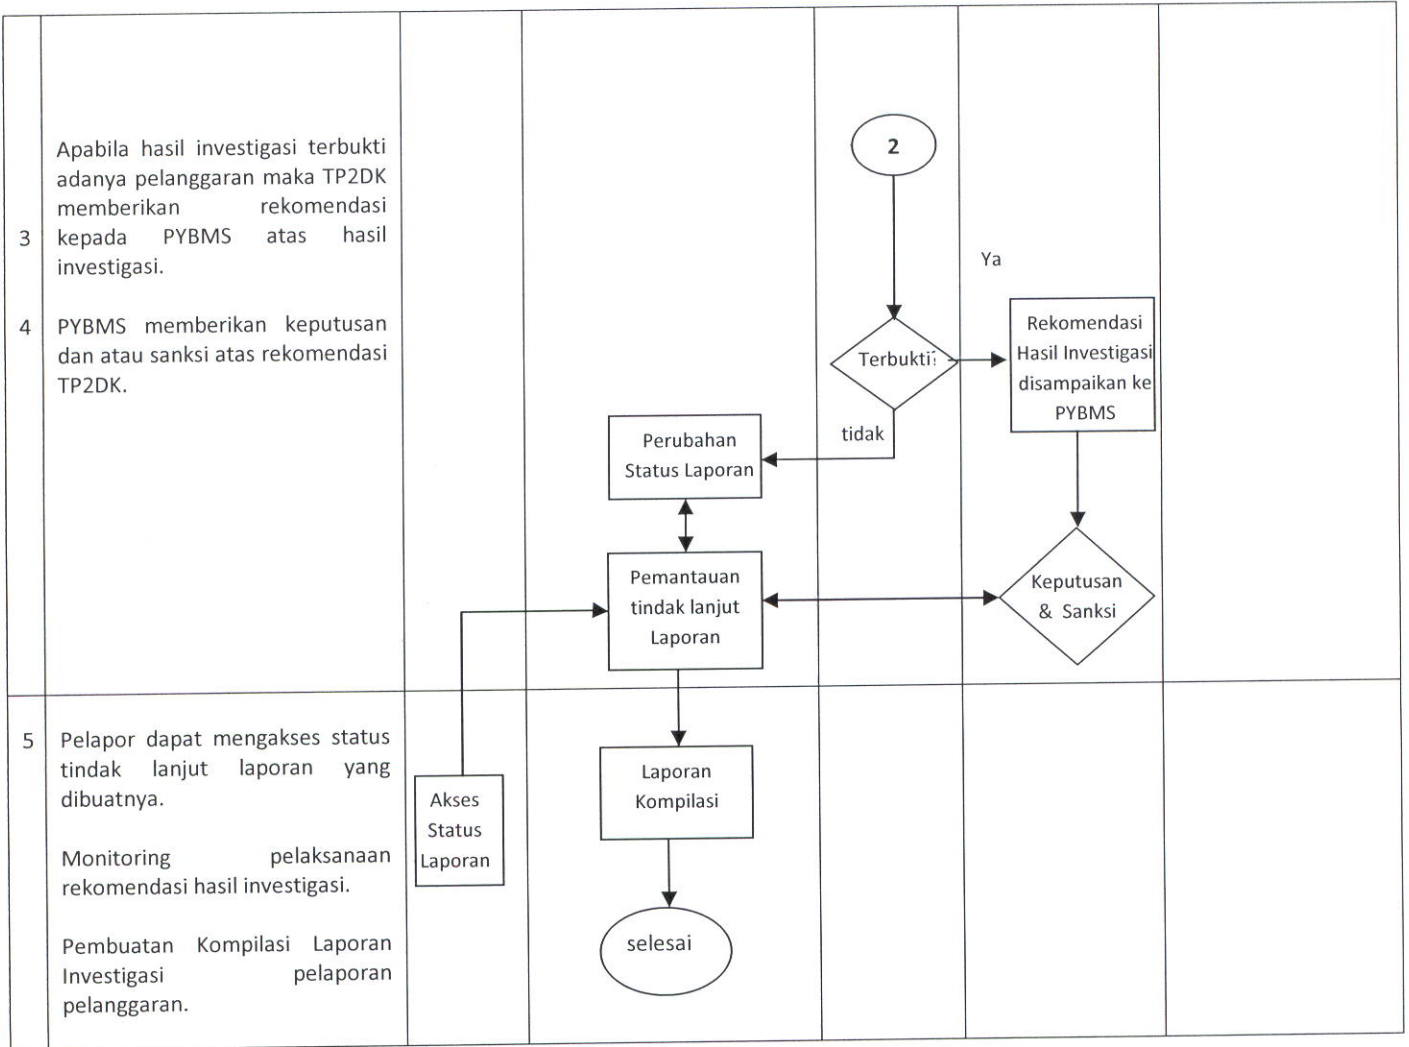 3
Apabila hasil investigasi terbukti
adanya pelanggaran maka TP2DK
memberikan rekomendasi
kepada PYBMS atas hasil
investigasi.
4
PYBMS memberikan keputusan
dan atau sanksi atas rekomendasi
TP2DK.
2
Ya
Terbukti
Rekomendasi
Hasil Investigasi
disampaikan ke
PYBMS
tidak
Perubahan
Status Laporan
Pemantauan
tindak lanjut
Laporan
Keputusan
& Sanksi
5
Pelapor dapat mengakses status
tindak lanjut laporan yang
dibuatnya.
Monitoring pelaksanaan
rekomendasi hasil investigasi.
Pembuatan Kompilasi Laporan
Investigasi pelaporan
pelanggaran.
Akses
Status
Laporan
Laporan
Kompilasi
selesai